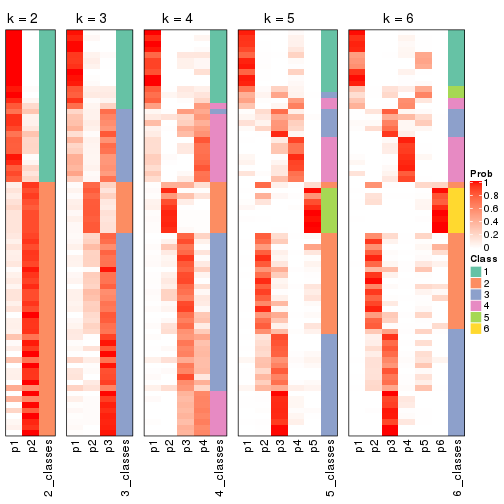 k = 2
k = 3
k = 4
k = 5
k = 6
p1
p2
2_classes
p1
p2
p3
3_classes
p1
p2
p3
p4
4_classes
p1
p2
p3
p4
p5
5_classes
p1
p2
p3
p4
p5
p6
6_classes
Prob
1
0.8
0.6
0.4
0.2
0
Class
1
2
3
4
5
6